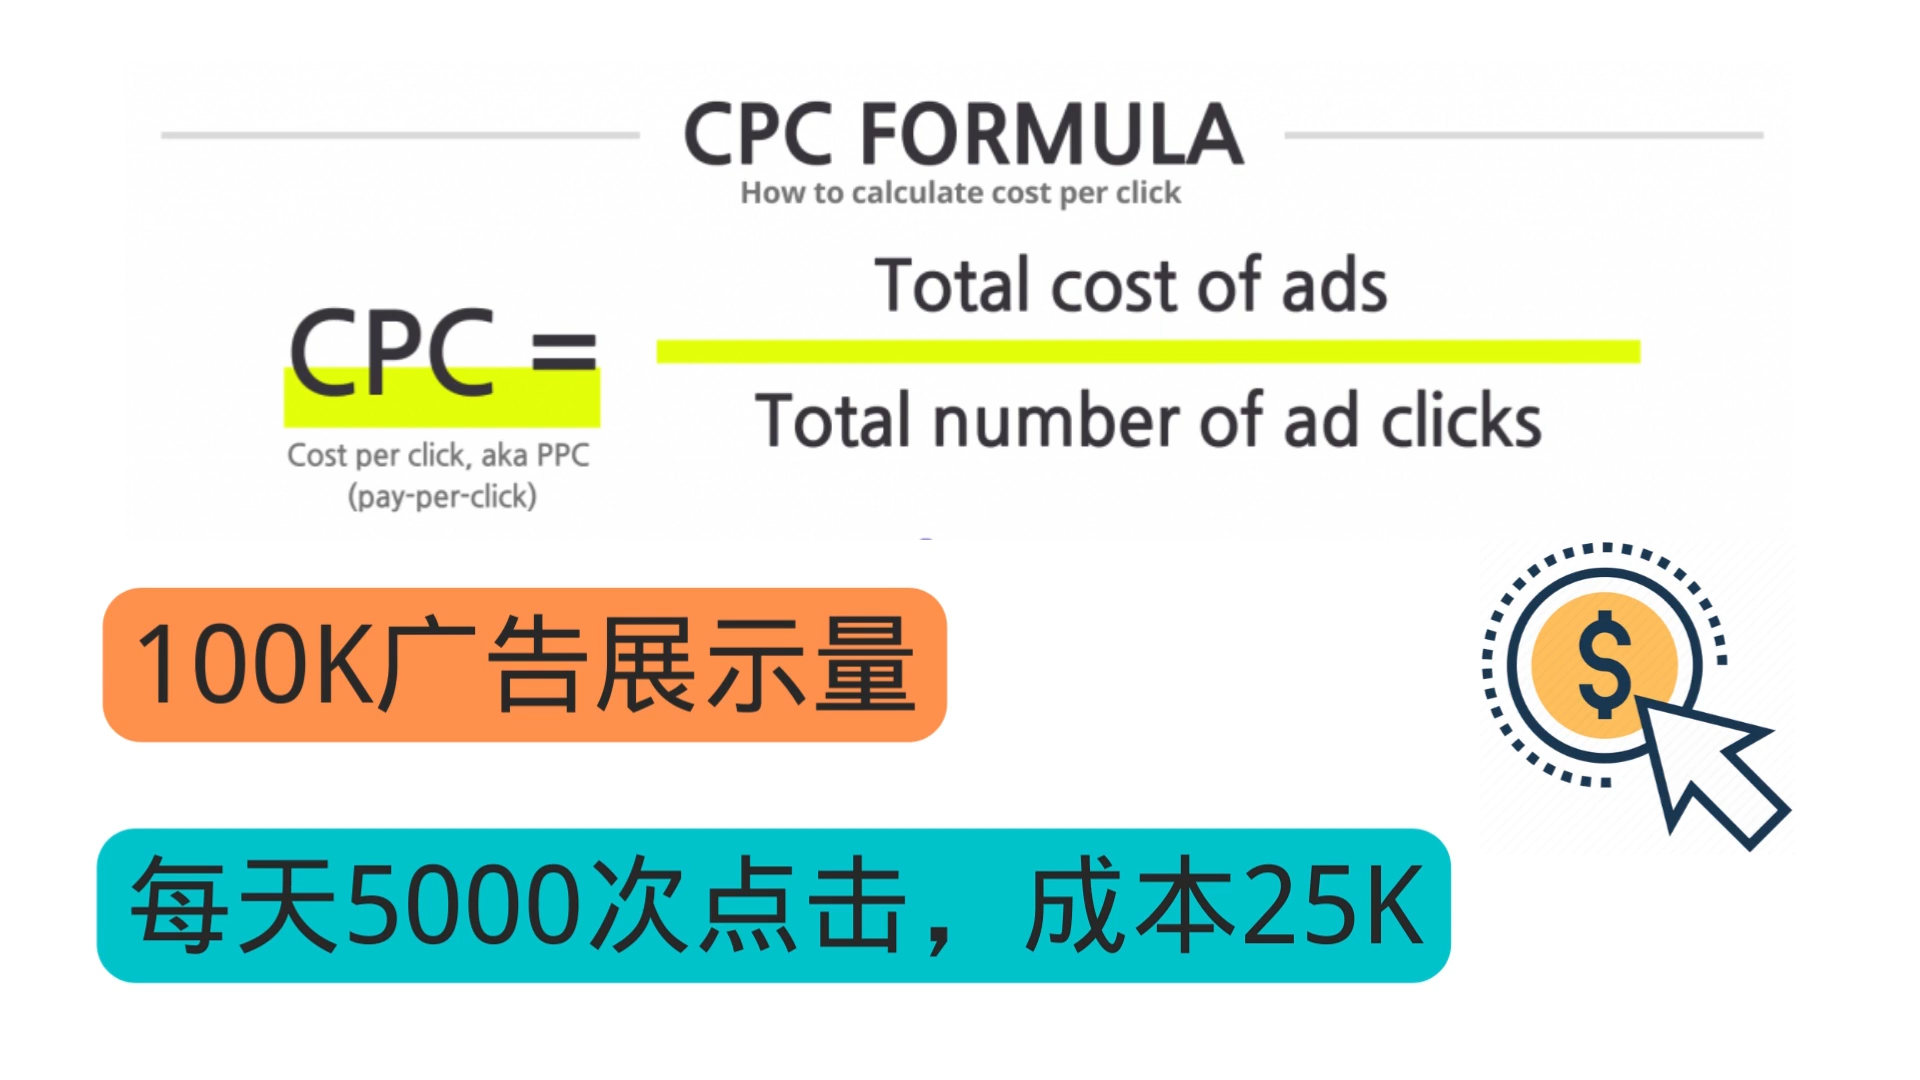 CPC FORMULA
How to calculate cost per click
CPC =
Total cost of ads
Total number of ad clicks
Cost per click, aka PPC
(pay-per-click)
100K广告展示量
$
每天5000次点击，成本25K